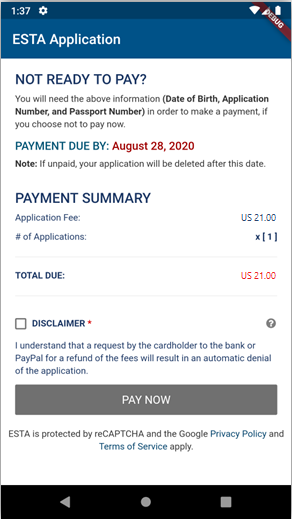 1:37
DEBUG
ESTA Application
NOT READY TO PAY?
You will need the above information (Date of Birth, Application
Number, and Passport Number) in order to make a payment, if
you choose not to pay now.
PAYMENT DUE BY: August 28, 2020
Note: If unpaid, your application will be deleted after this date.
PAYMENT SUMMARY
Application Fee: US 21.00
# of Applications: x [ 1 ]
TOTAL DUE: US 21.00
DISCLAIMER * ?
I understand that a request by the cardholder to the bank or
PayPal for a refund of the fees will result in an automatic denial
of the application.
PAY NOW
ESTA is protected by reCAPTCHA and the Google Privacy Policy and
Terms of Service apply.